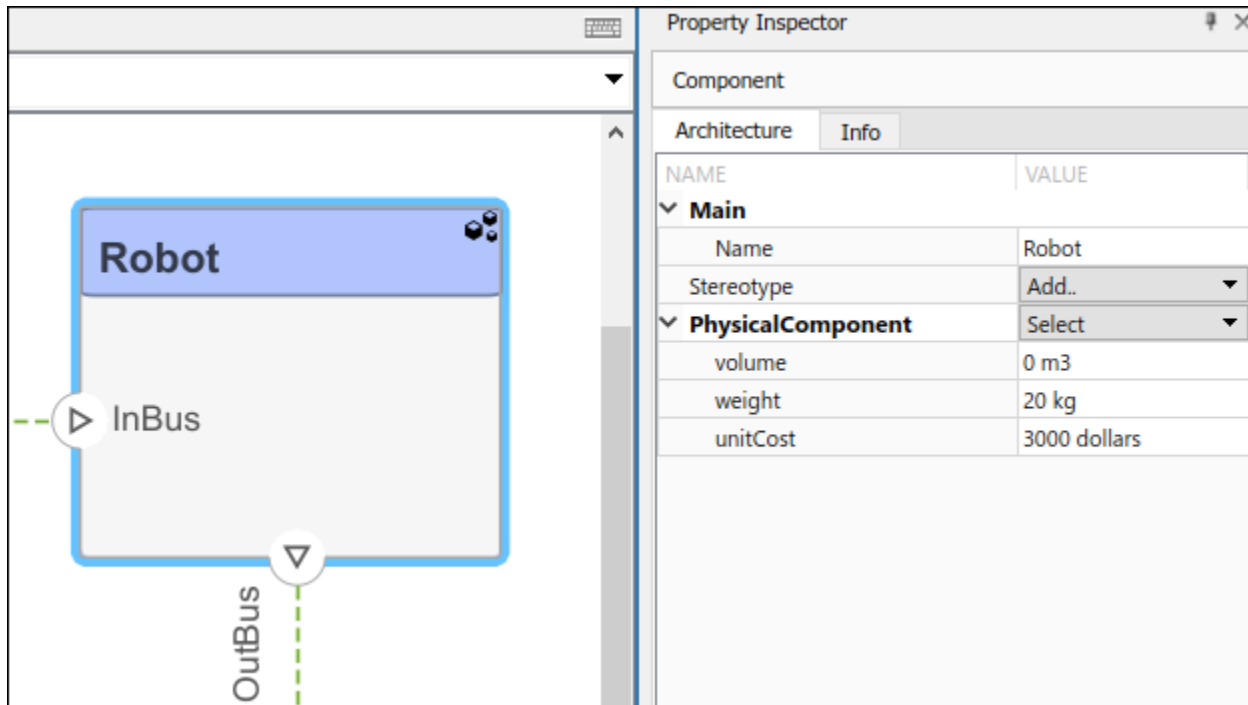 Robot
InBus
OutBus
Property Inspector
Component
Architecture Info
NAME VALUE
Main
Name Robot
Stereotype Add..
PhysicalComponent Select
volume 0 m3
weight 20 kg
unitCost 3000 dollars